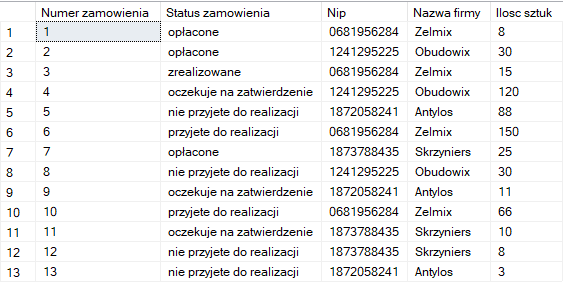 Numer zamowienia Status zamowienia Nip Nazwa firmy Ilosc sztuk
1 1 opłacone 0681956284 Zelmix 8
2 2 opłacone 1241295225 Obudowix 30
3 3 zrealizowane 0681956284 Zelmix 15
4 4 oczekuje na zatwierdzenie 1241295225 Obudowix 120
5 5 nie przyjete do realizacji 1872058241 Antylos 88
6 6 przyjete do realizacji 0681956284 Zelmix 150
7 7 opłacone 1873788435 Skrzyniers 25
8 8 nie przyjete do realizacji 1241295225 Obudowix 30
9 9 oczekuje na zatwierdzenie 1872058241 Antylos 11
10 10 przyjete do realizacji 0681956284 Zelmix 66
11 11 oczekuje na zatwierdzenie 1873788435 Skrzyniers 10
12 12 nie przyjete do realizacji 1873788435 Skrzyniers 8
13 13 nie przyjete do realizacji 1872058241 Antylos 3